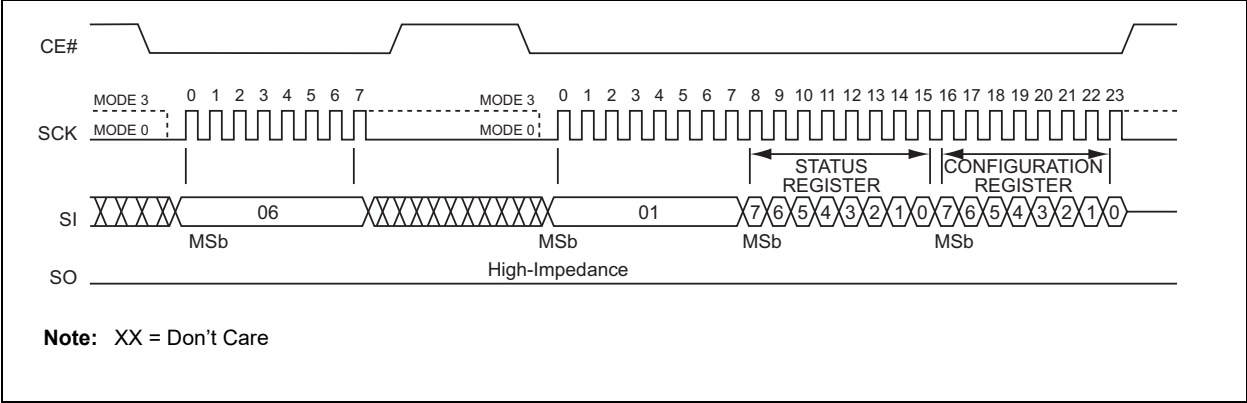 CE#
MODE 3 0 1 2 3 4 5 6 7 MODE 3 0 1 2 3 4 5 6 7 8 9 10 11 12 13 14 15 16 17 18 19 20 21 22 23
SCK MODE 0 MODE 0
STATUS REGISTER
CONFIGURATION REGISTER
SI 06 01 7 6 5 4 3 2 1 0 7 6 5 4 3 2 1 0
MSb MSb MSb MSb
High-Impedance
SO
Note: XX = Don't Care